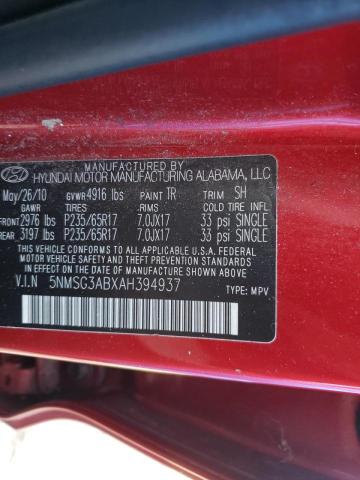 MANUFACTURED BY
HYUNDAI MOTOR MANUFACTURING ALABAMA, LLC
May/26/10 GVWR 4916 lbs PAINT TR TRIM SH
GAWR TIRES RIMS COLD TIRE INFL
FRONT 2976 lbs P235/65R17 7.0JX17 33 psi SINGLE
REAR 3197 lbs P235/65R17 7.0JX17 33 psi SINGLE
THIS VEHICLE CONFORMS TO ALL APPLICABLE U.S.A. FEDERAL
MOTOR VEHICLE SAFETY, BUMPER AND THEFT PREVENTION STANDARDS
IN EFFECT ON THE DATE OF MANUFACTURE SHOWN ABOVE
V.I.N 5NMSG3ABXAH394937
TYPE: MPV